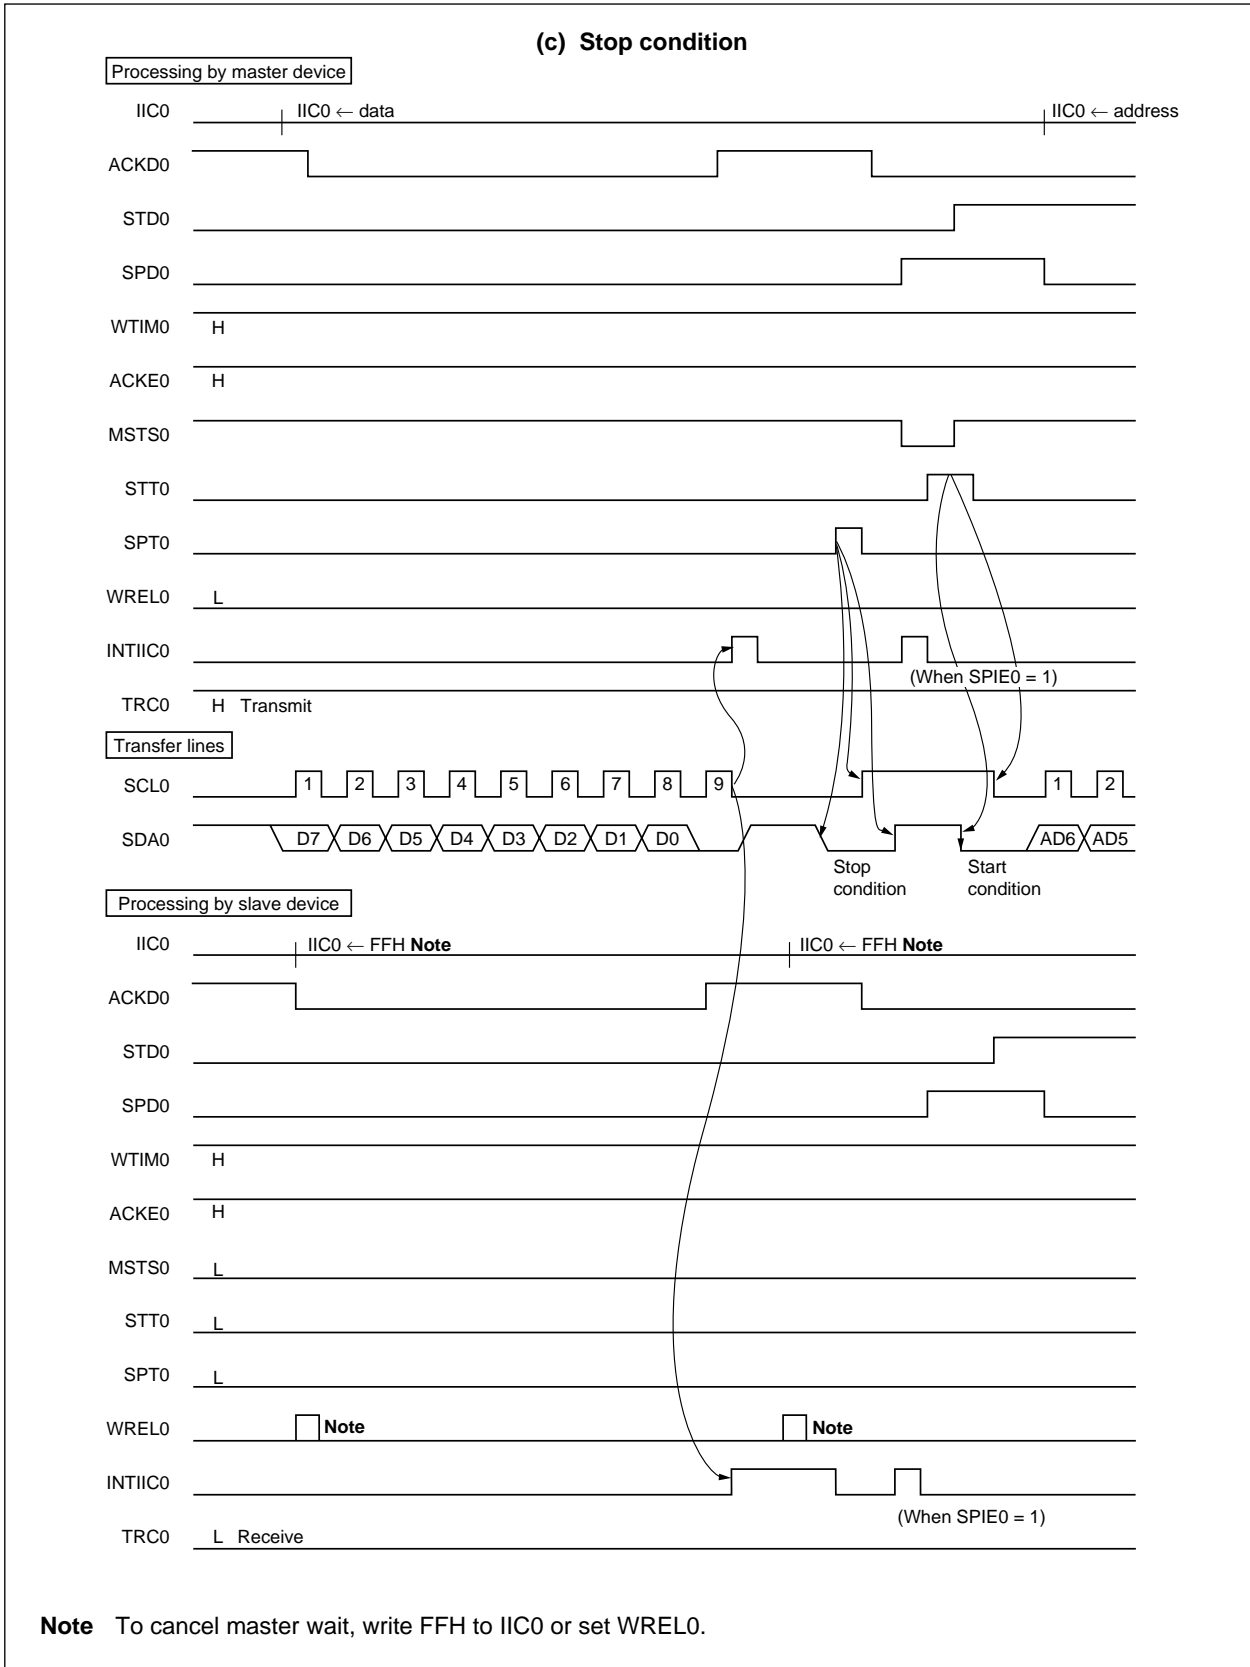 (c) Stop condition
Processing by master device
IIC0 IIC0 ← data IIC0 ← address
ACKD0
STD0
SPD0
WTIM0 H
ACKE0 H
MSTS0
STT0
SPT0
WREL0 L
INTIIC0
(When SPIE0 = 1)
TRC0 H Transmit
Transfer lines
SCL0 1 2 3 4 5 6 7 8 9 1 2
SDA0 D7 D6 D5 D4 D3 D2 D1 D0 AD6 AD5
Stop condition
Start condition
Processing by slave device
IIC0 IIC0 ← FFH Note IIC0 ← FFH Note
ACKD0
STD0
SPD0
WTIM0 H
ACKE0 H
MSTS0 L
STT0 L
SPT0 L
WREL0 Note Note
INTIIC0
(When SPIE0 = 1)
TRC0 L Receive
Note To cancel master wait, write FFH to IIC0 or set WREL0.